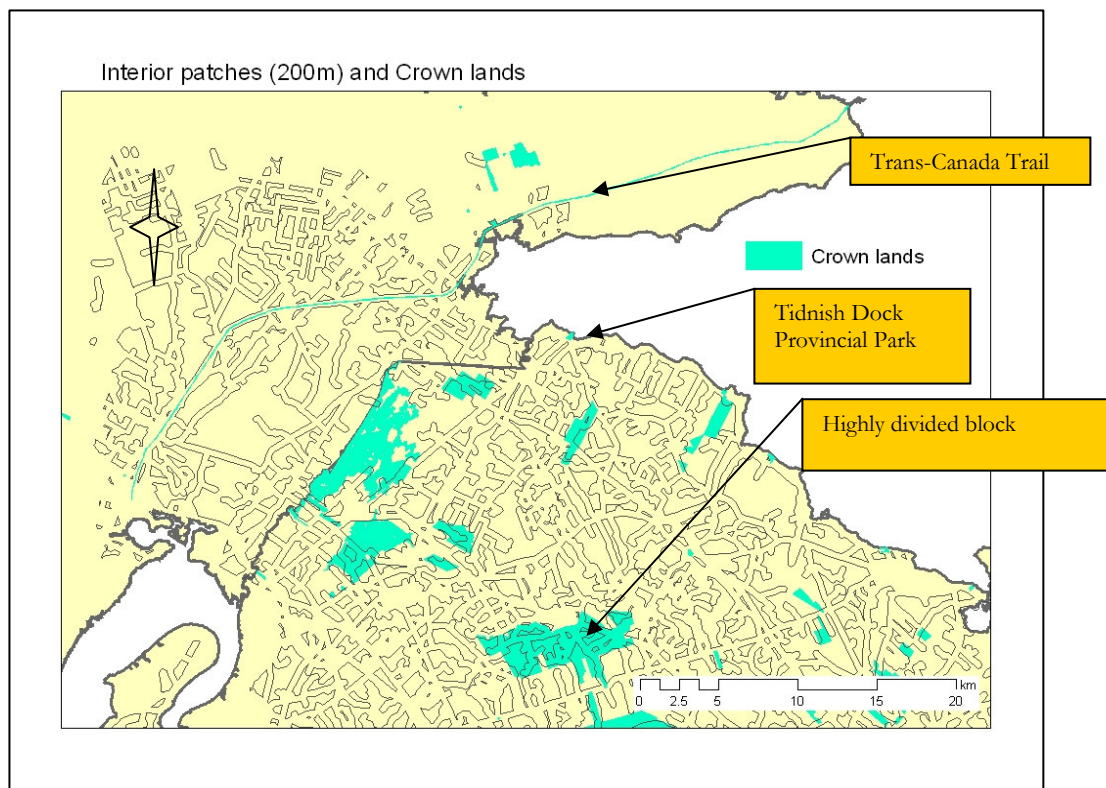 Interior patches (200m) and Crown lands
Trans-Canada Trail
Crown lands
Tidnish Dock
Provincial Park
Highly divided block
0 2.5 5 10 15 20 km